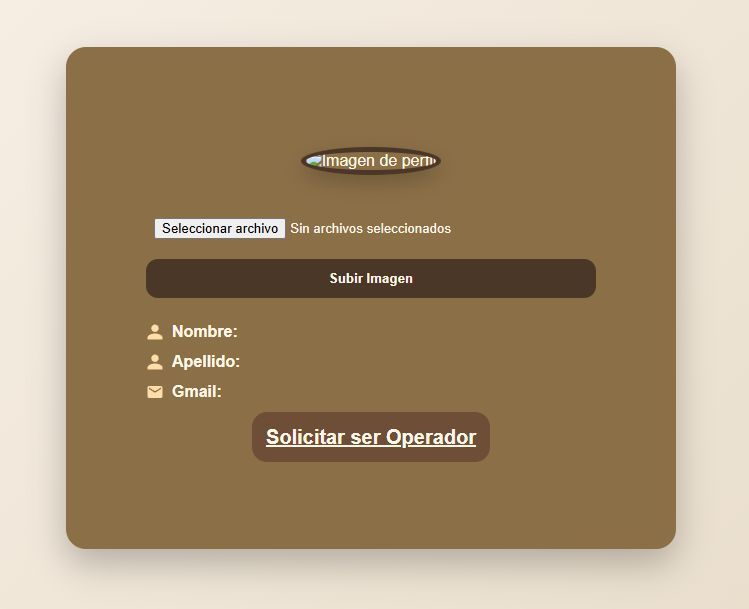 Imagen de perfi
Seleccionar archivo Sin archivos seleccionados
Subir Imagen
Nombre:
Apellido:
Gmail:
Solicitar ser Operador